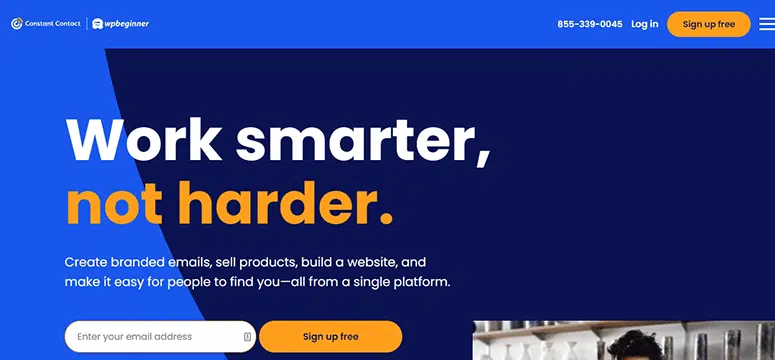 Constant Contact wpbeginner
855-339-0045 Log in Sign up free
Work smarter,
not harder.
Create branded emails, sell products, build a website, and
make it easy for people to find you—all from a single platform.
Enter your email address Sign up free